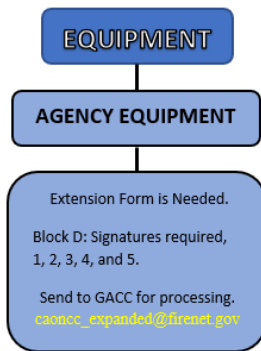 EQUIPMENT
AGENCY EQUIPMENT
Extension Form is Needed.
Block D: Signatures required,
1, 2, 3, 4, and 5.
Send to GACC for processing.
caoncc_expanded@firenet.gov